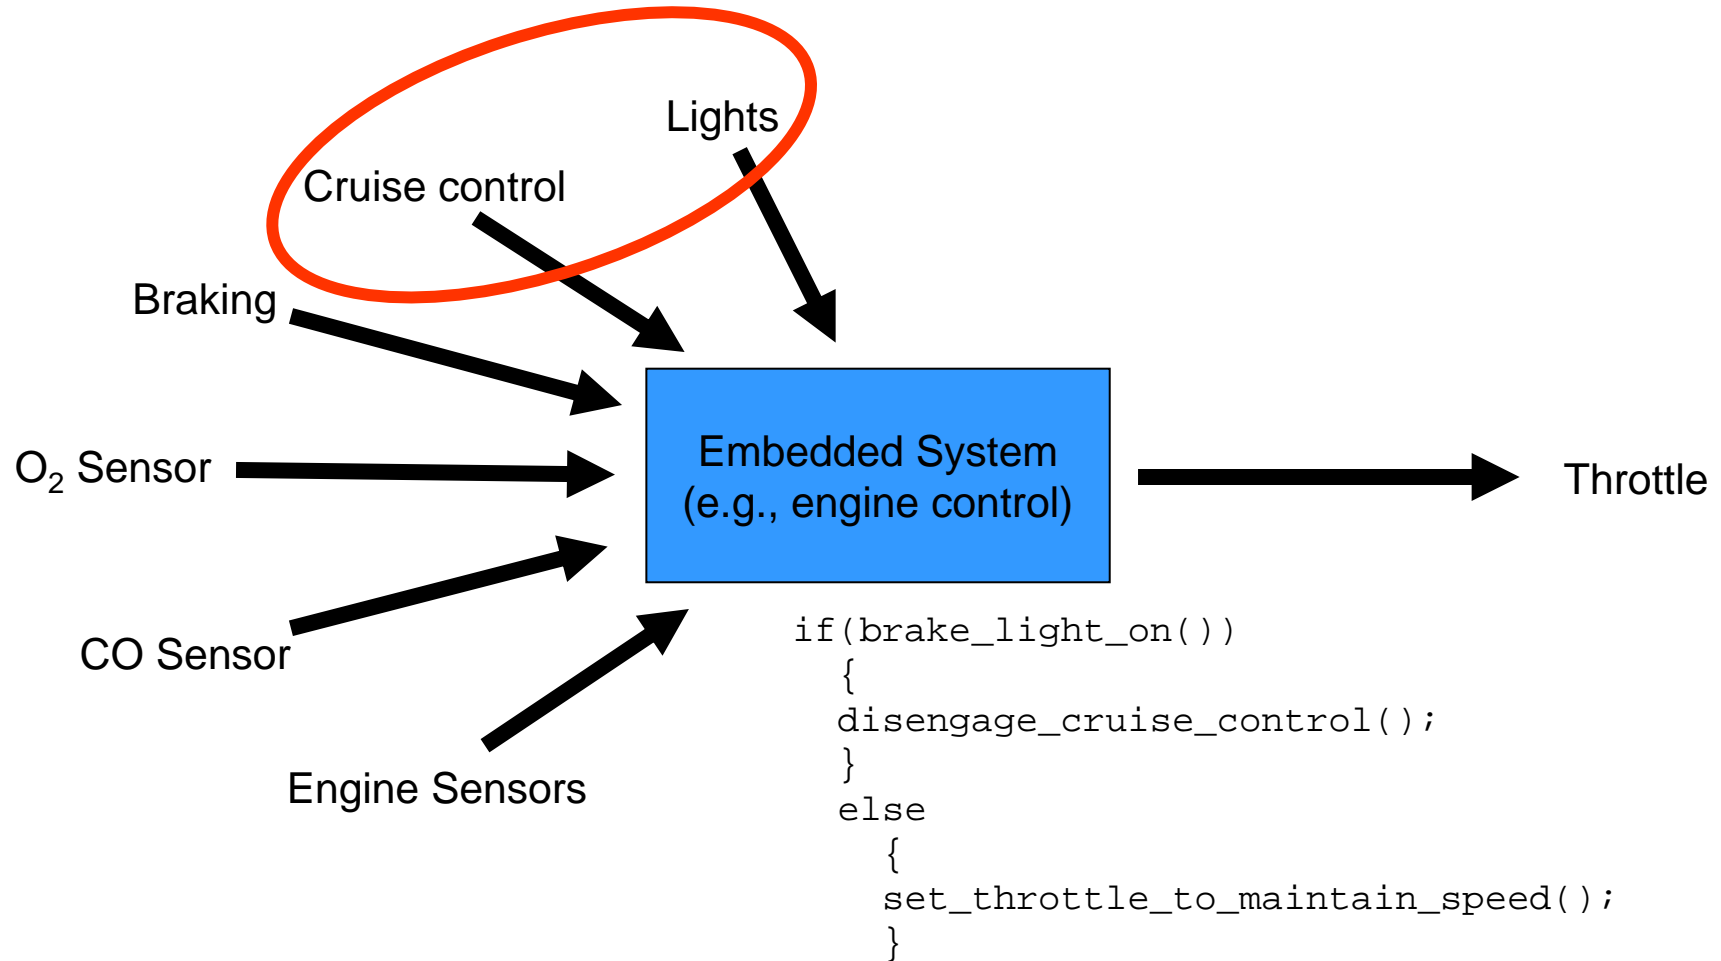 Lights
Cruise control
Braking
O₂ Sensor
CO Sensor
Engine Sensors
Embedded System
(e.g., engine control)
Throttle
if(brake_light_on())
{
disengage_cruise_control();
}
else
{
set_throttle_to_maintain_speed();
}